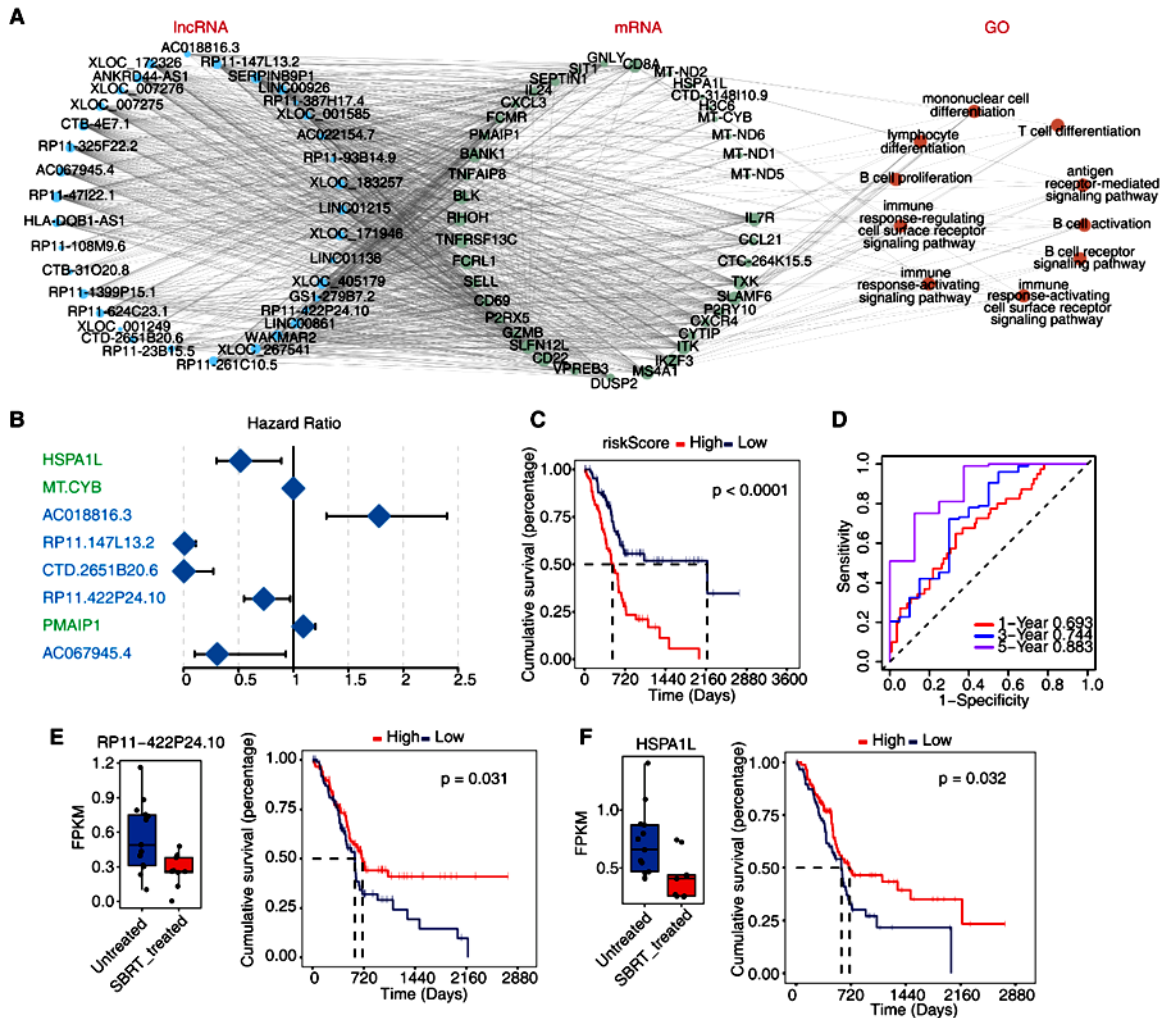 A
lncRNA
mRNA
GO
AC018816.3
XLOC_172326
RP11-147L13.2
ANKRD44-AS1
SERPINB9P1
XLOC_007276
LINC00926
XLOC_007275
RP11-387H17.4
XLOC_001585
CTB-4E7.1
AC022154.7
RP11-325F22.2
RP11-93B14.9
AC067945.4
XLOC_183257
RP11-47I22.1
LINC01215
HLA-DQB1-AS1
XLOC_171946
RP11-108M9.6
LINC01138
CTB-31O20.8
XLOC_405179
RP11-1399P15.1
GS1-279B7.2
RP11-624C23.1
RP11-422P24.10
XLOC_001249
LINC00861
CTD-2651B20.6
WAKMAR2
RP11-23B15.5
XLOC_267541
RP11-261C10.5
GNLY
CD8A
SIT1
MT-ND2
SEPTIN1
HSPA1L
IL24
CTD-3148I10.9
CXCL3
H3C6
FCMR
MT-CYB
PMAIP1
MT-ND6
BANK1
MT-ND1
TNFAIP8
MT-ND5
BLK
RHOH
IL7R
TNFRSF13C
CCL21
FCRL1
CTC-264K15.5
SELL
TXK
CD69
SLAMF6
P2RX5
P2RY10
GZMB
CXCR4
SLFN12L
CYTIP
CD22
ITK
VPREB3
IKZF3
DUSP2
MS4A1
mononuclear cell
differentiation
T cell differentiation
lymphocyte
differentiation
B cell proliferation
antigen
receptor-mediated
signaling pathway
immune
response-regulating
cell surface receptor
signaling pathway
B cell activation
B cell receptor
signaling pathway
immune
response-activating
signaling pathway
immune
response-activating
cell surface receptor
signaling pathway
B
Hazard Ratio
HSPA1L
MT.CYB
AC018816.3
RP11.147L13.2
CTD.2651B20.6
RP11.422P24.10
PMAIP1
AC067945.4
0 0.5 1 1.5 2 2.5
C
riskScore High Low
Cumulative survival (percentage)
1.00
0.75
0.50
0.25
0.00
p < 0.0001
0 720 1440 2160 2880 3600
Time (Days)
D
Sensitivity
1.0
0.8
0.6
0.4
0.2
0.0
1-Year 0.693
3-Year 0.744
5-Year 0.883
0.0 0.2 0.4 0.6 0.8 1.0
1-Specificity
E
RP11-422P24.10
FPKM
1.2
0.9
0.6
0.3
0.0
Untreated
SBRT_treated
High Low
Cumulative survival (percentage)
1.00
0.75
0.50
0.25
0.00
p = 0.031
0 720 1440 2160 2880
Time (Days)
F
HSPA1L
FPKM
1.0
0.5
Untreated
SBRT_treated
High Low
Cumulative survival (percentage)
1.00
0.75
0.50
0.25
0.00
p = 0.032
0 720 1440 2160 2880
Time (Days)